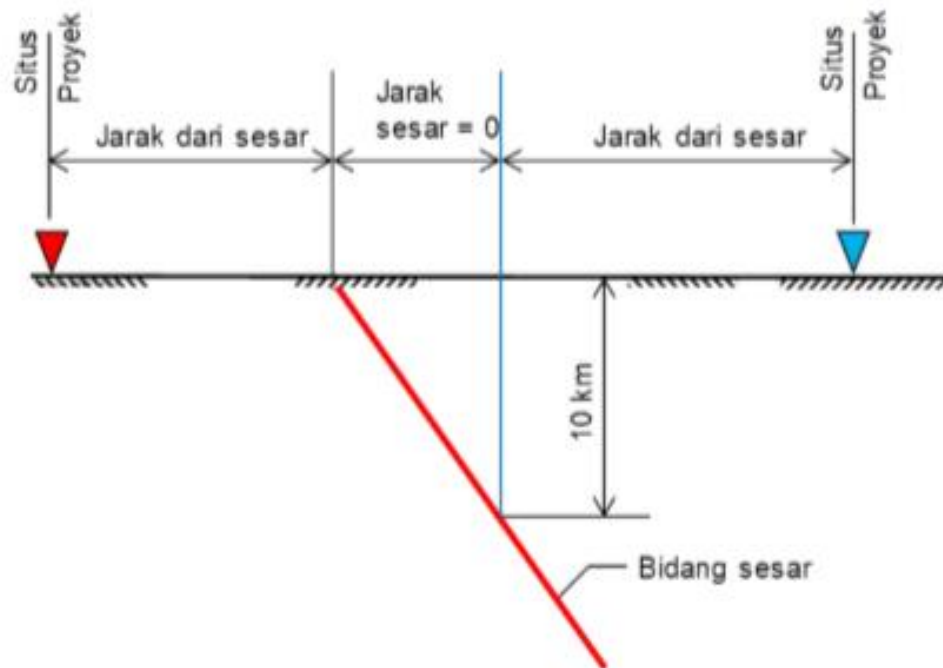 Situs
Proyek
Jarak dari sesar
Jarak
sesar = 0
Jarak dari sesar
Situs
Proyek
10 km
Bidang sesar